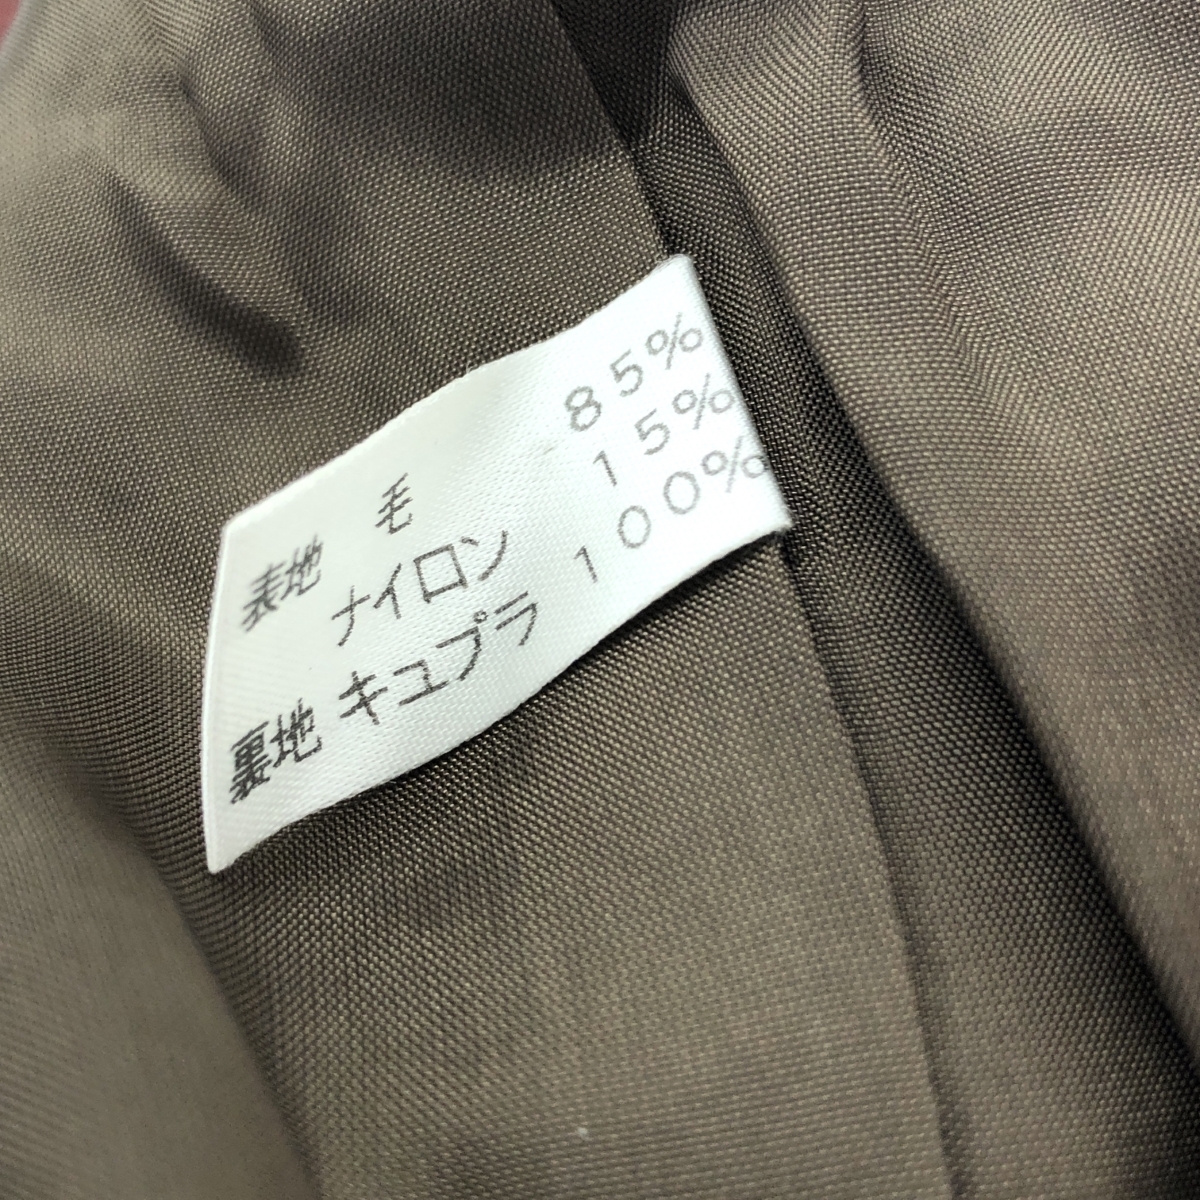 表地 毛 85%
ナイロン 15%
裏地 キュプラ 100%